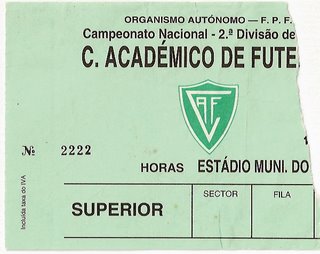 ORGANISMO AUTÓNOMO — F. P. F.
Campeonato Nacional - 2.ª Divisão de
C. ACADÉMICO DE FUTE
CAF
Nº 2222
HORAS ESTÁDIO MUNI. DO
SECTOR FILA
SUPERIOR
Incluída taxa do IVA